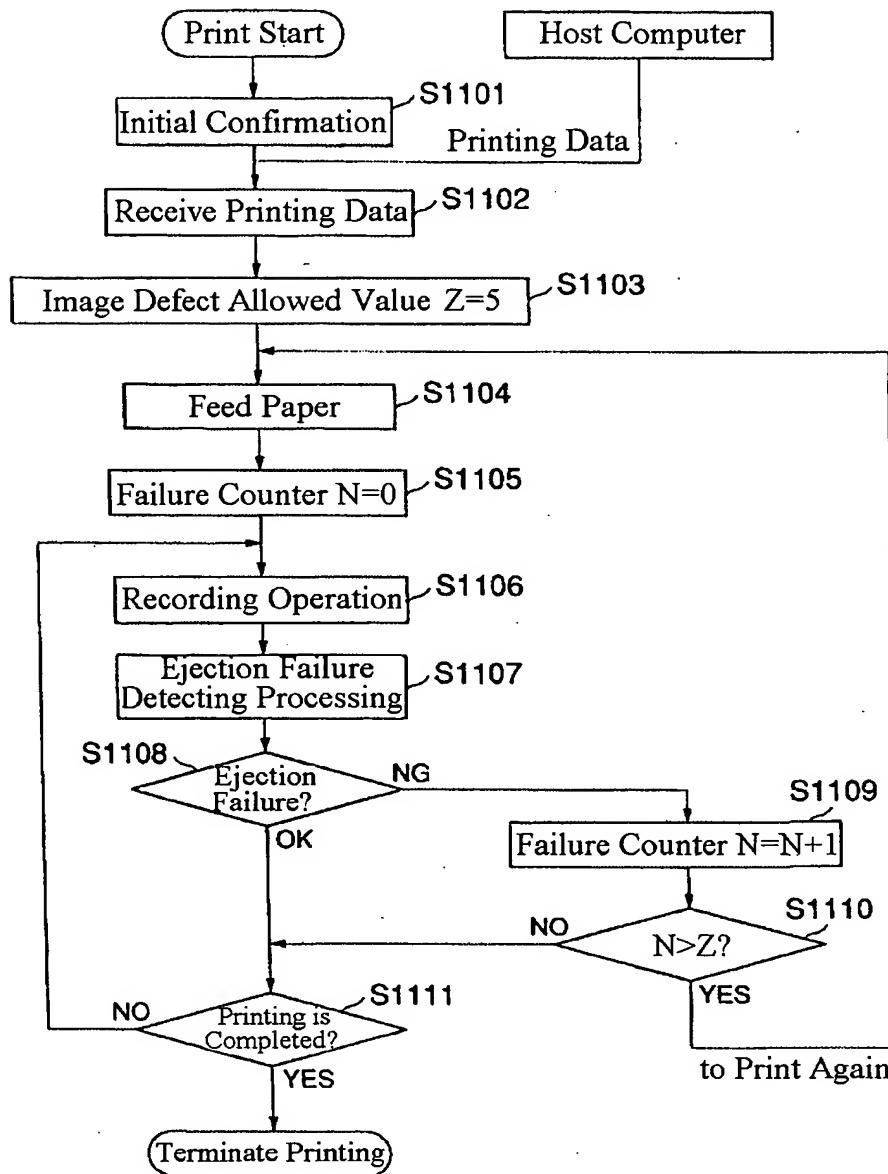 Print Start
Host Computer
S1101
Initial Confirmation
Printing Data
S1102
Receive Printing Data
S1103
Image Defect Allowed Value Z=5
S1104
Feed Paper
S1105
Failure Counter N=0
S1106
Recording Operation
S1107
Ejection Failure
Detecting Processing
S1108
Ejection
Failure?
NG
OK
S1109
Failure Counter N=N+1
S1110
N>Z?
NO
YES
to Print Again
S1111
Printing is
Completed?
NO
YES
Terminate Printing